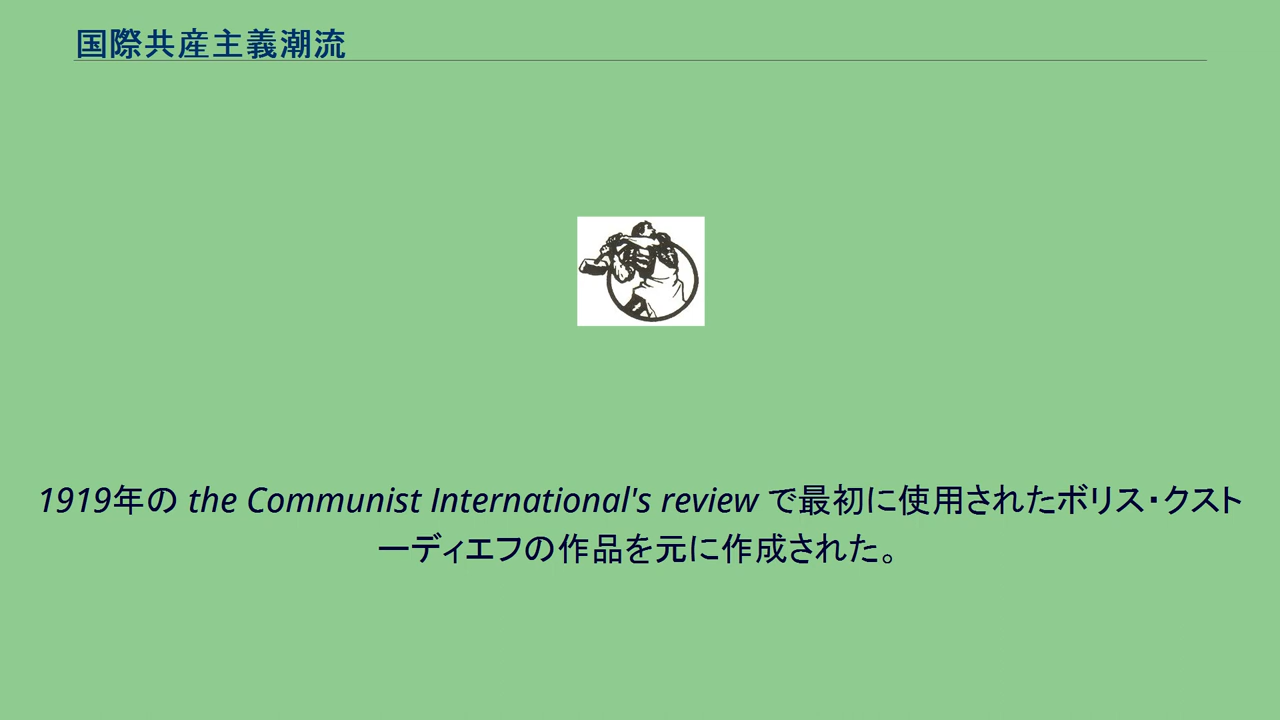 国際共産主義潮流
1919年の the Communist International's review で最初に使用されたボリス・クスト
ーディエフの作品を元に作成された。